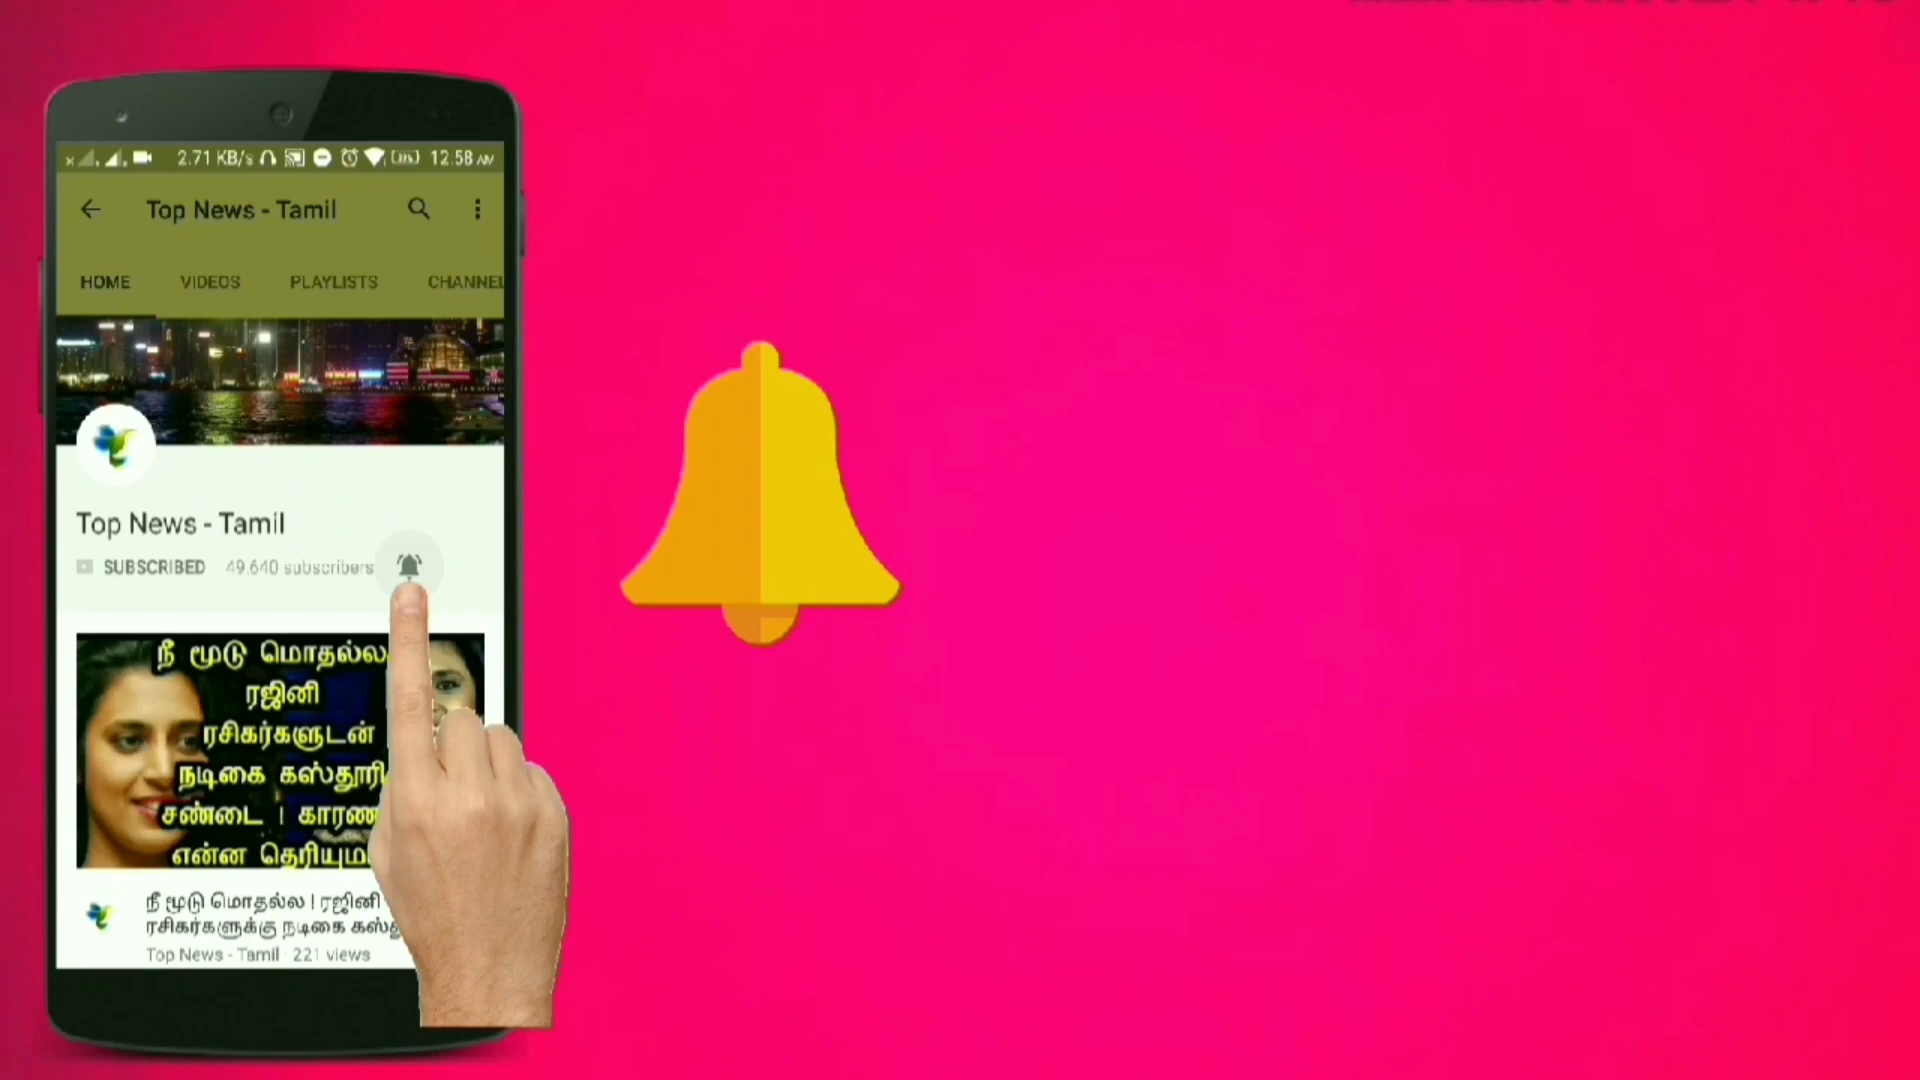 2.71 KB/s 12.58 AM
Top News - Tamil
HOME VIDEOS PLAYLISTS CHANNEL
Top News - Tamil
SUBSCRIBED 49,640 subscribers
நீ மூடு மொதல்ல
ரஜினி
ரசிகர்களுடன்
நடிகை கஸ்தூரி
சண்டை ! காரண
என்ன தெரியுமா
நீ மூடு மொதல்ல ! ரஜினி
ரசிகர்களுக்கு நடிகை கஸ்தூ
Top News - Tamil · 221 views